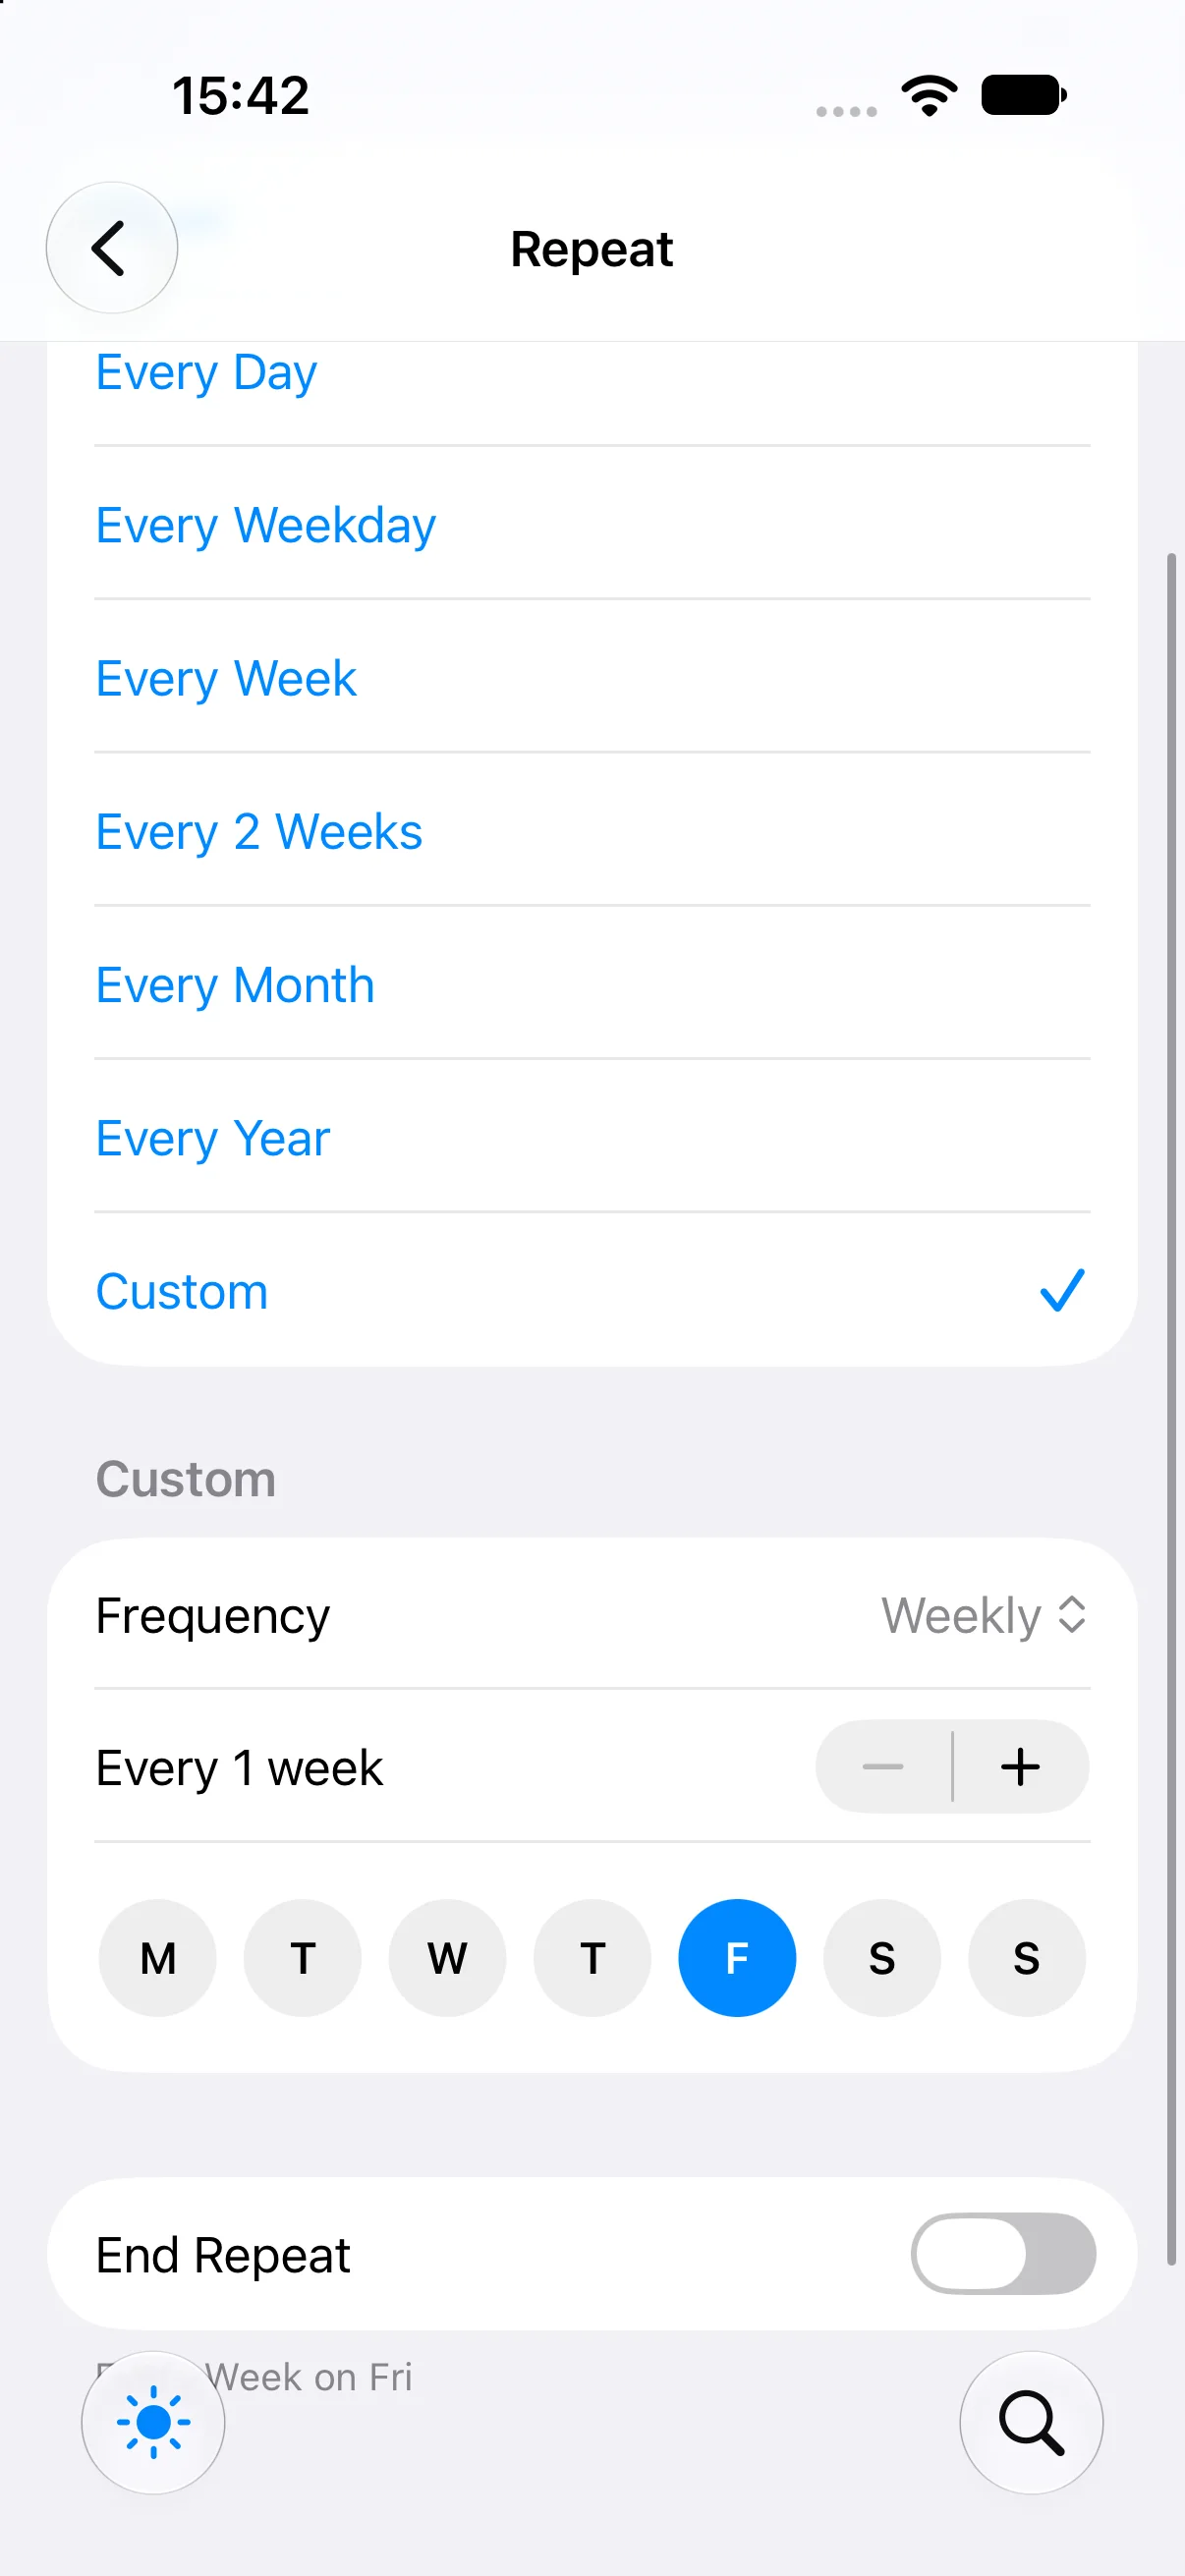 15:42
Repeat
Every Day
Every Weekday
Every Week
Every 2 Weeks
Every Month
Every Year
Custom
Custom
Frequency Weekly
Every 1 week
M T W T F S S
End Repeat
Week on Fri